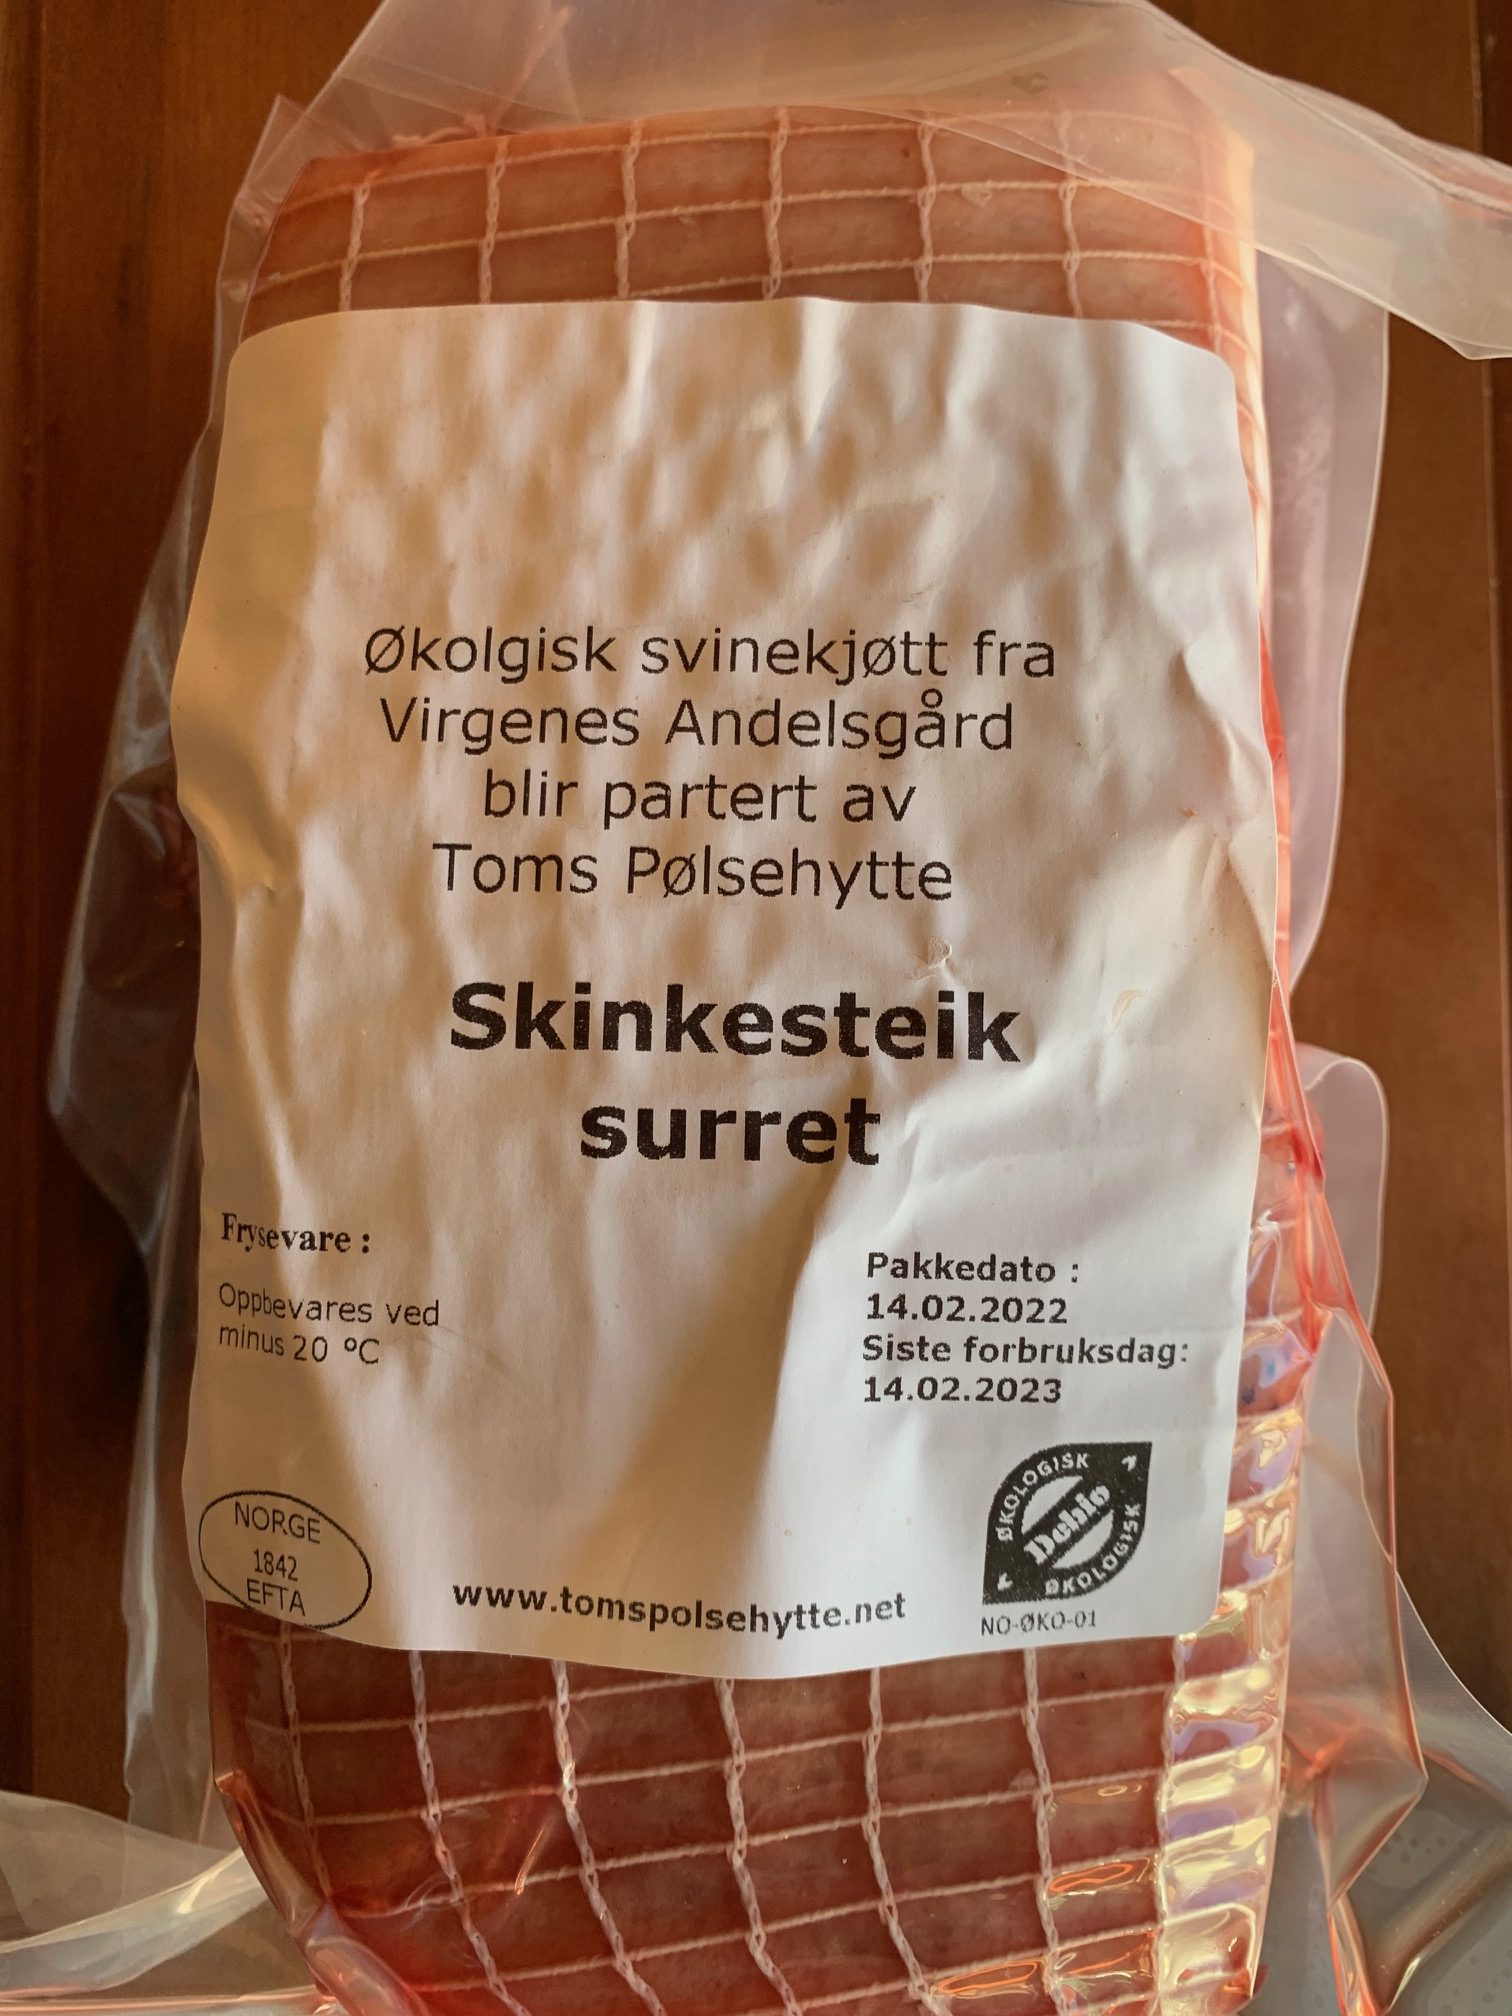 Økolgisk svinekjøtt fra
Virgenes Andelsgård
blir partert av
Toms Pølsehytte
Skinkesteik
surret
Frysevare :
Oppbevares ved
minus 20 °C
Pakkedato :
14.02.2022
Siste forbruksdag:
14.02.2023
NORGE
1842
EFTA
www.tomspolsehytte.net
ØKOLOGISK
Debio
ØKOLOGISK
NO-ØKO-01